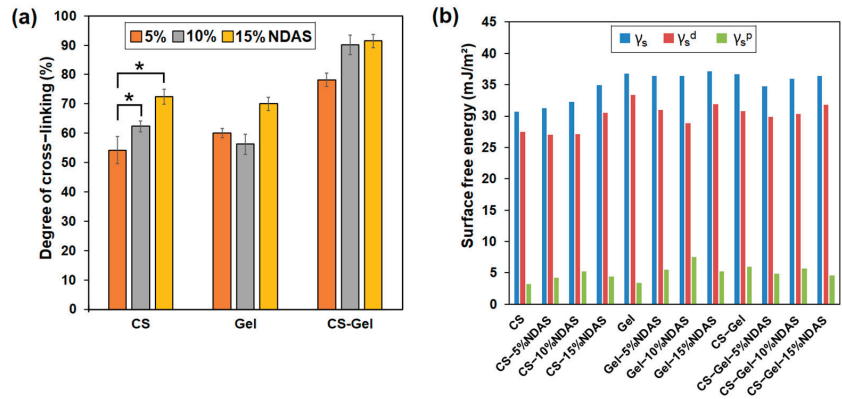 (a)
5% 10% 15% NDAS
Degree of cross-linking (%)
100
90
80
70
60
50
40
30
20
10
0
*
*
CS Gel CS-Gel
(b)
γs γs^d γs^p
Surface free energy (mJ/m²)
45
40
35
30
25
20
15
10
5
0
CS
CS-5%NDAS
CS-10%NDAS
CS-15%NDAS
Gel
Gel-5%NDAS
Gel-10%NDAS
Gel-15%NDAS
CS-Gel
CS-Gel-5%NDAS
CS-Gel-10%NDAS
CS-Gel-15%NDAS